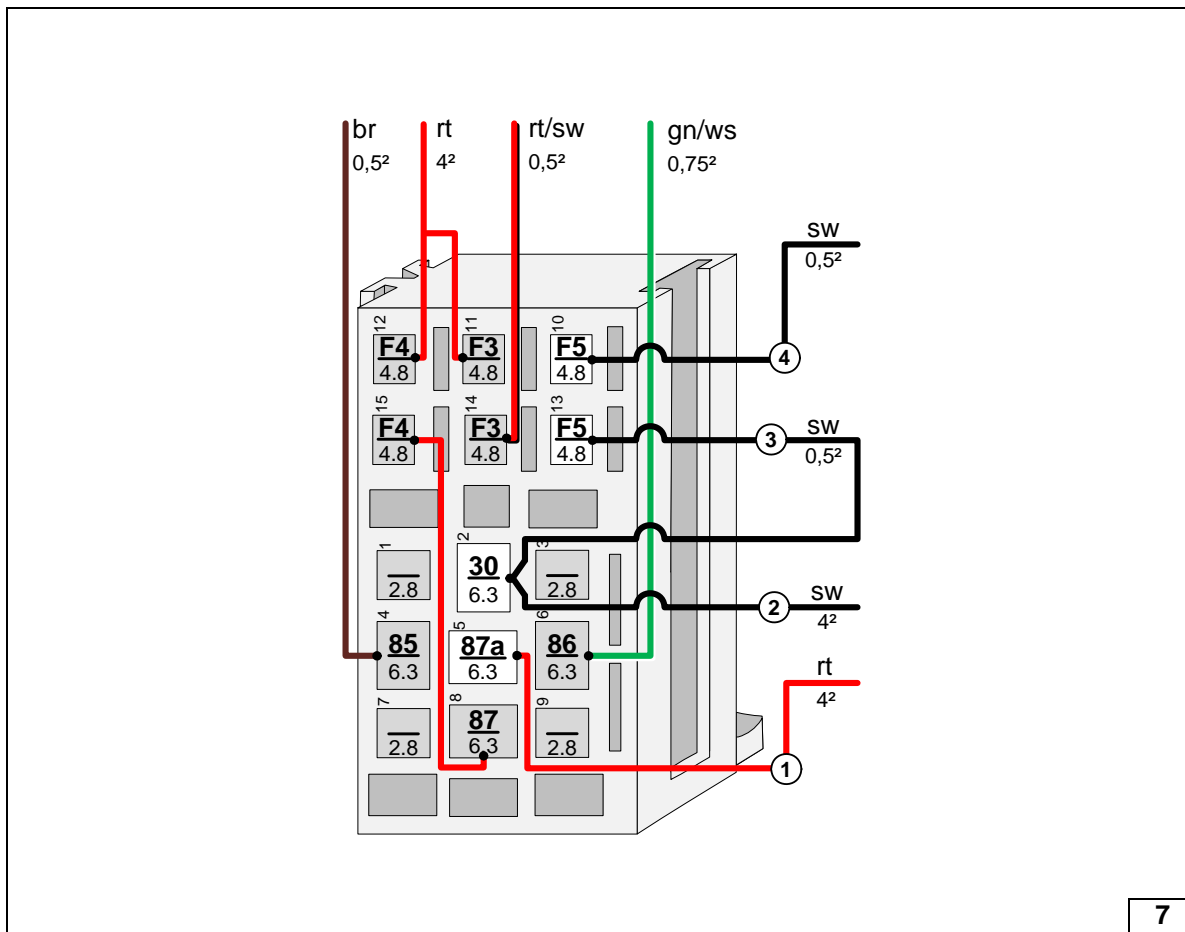 br rt rt/sw gn/ws
0,5² 4² 0,5² 0,75²
sw
0,5²
12 11 10
F4 F3 F5
4.8 4.8 4.8
4
15 14 13
F4 F3 F5
4.8 4.8 4.8
3
sw
0,5²
1 2 3
30
2.8 6.3 2.8
2
sw
4²
4 5 6
85 87a 86
6.3 6.3 6.3
rt
4²
7 8 9
87
2.8 6.3 2.8
1
7